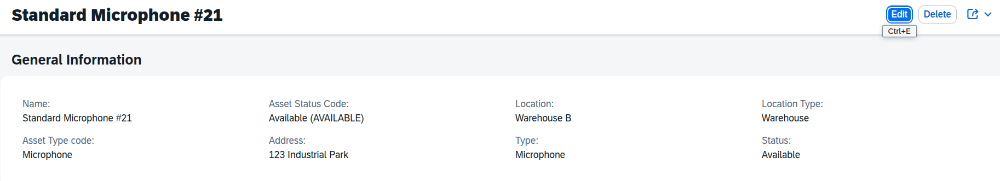 Standard Microphone #21
Edit Delete
Ctrl+E
General Information
Name: Asset Status Code: Location: Location Type:
Standard Microphone #21 Available (AVAILABLE) Warehouse B Warehouse
Asset Type code: Address: Type: Status:
Microphone 123 Industrial Park Microphone Available